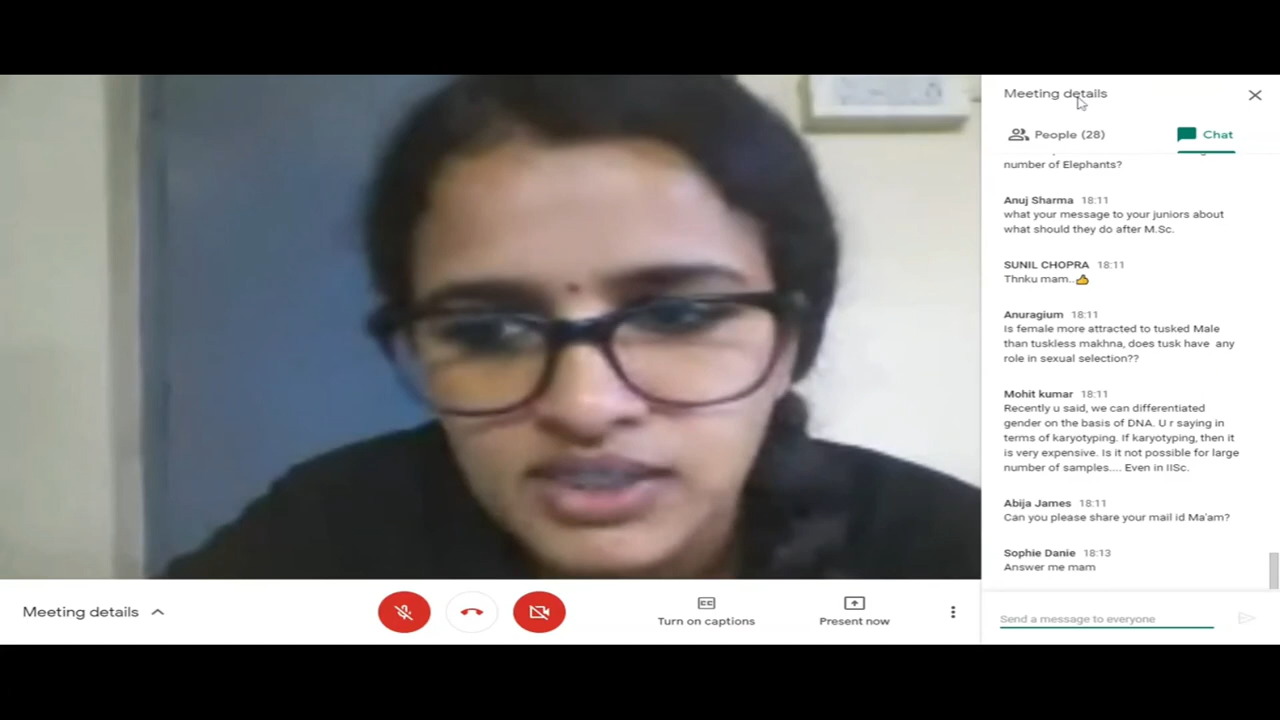 Meeting details
People (28)
Chat
number of Elephants?
Anuj Sharma 18:11
what your message to your juniors about
what should they do after M.Sc.
SUNIL CHOPRA 18:11
Thnku mam..👍
Anuragium 18:11
Is female more attracted to tusked Male
than tuskless makhna, does tusk have any
role in sexual selection??
Mohit kumar 18:11
Recently u said, we can differentiated
gender on the basis of DNA. U r saying in
terms of karyotyping. If karyotyping, then it
is very expensive. Is it not possible for large
number of samples.... Even in IISc.
Abija James 18:11
Can you please share your mail id Ma'am?
Sophie Danie 18:13
Answer me mam
Send a message to everyone
Meeting details
CC
Turn on captions
Present now